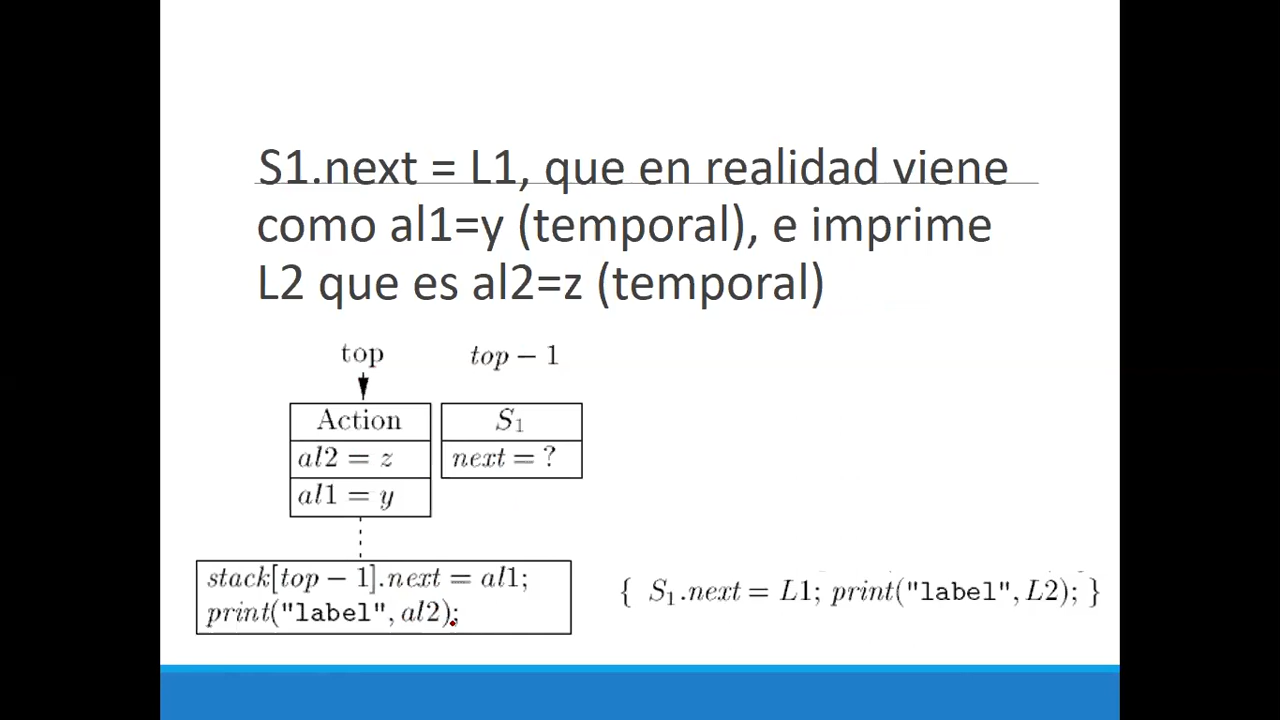 S1.next = L1, que en realidad viene
como al1=y (temporal), e imprime
L2 que es al2=z (temporal)
top top − 1
Action S₁
al2 = z next = ?
al1 = y
stack[top − 1].next = al1;
print("label", al2);
{ S₁.next = L1; print("label", L2); }